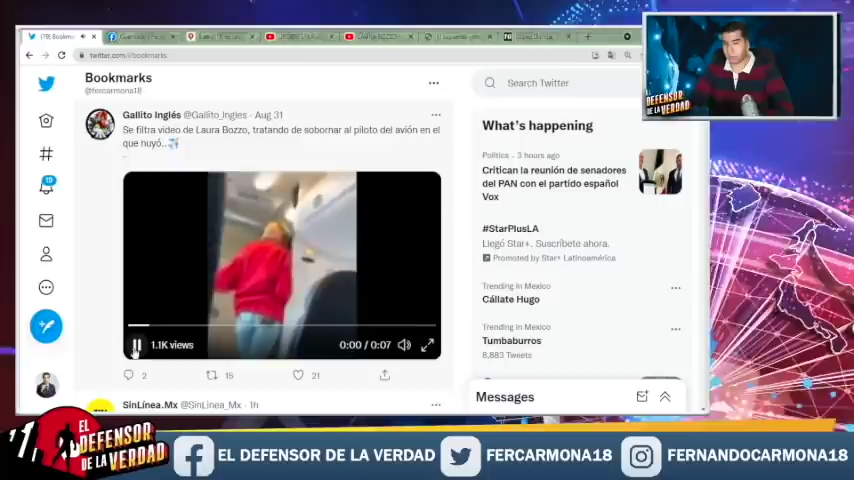 (19) Bookm
twitter.com/i/bookmarks
Bookmarks
@fercarmona18
Search Twitter
Gallito Inglés @Gallito_Ingles - Aug 31
Se filtra video de Laura Bozzo, tratando de sobornar al piloto del avión en el
que huyó..
1.1K views
0:00 / 0:07
2
15
21
SinLínea.Mx @SinLinea_Mx - 1h
19
What's happening
Politics - 3 hours ago
Critican la reunión de senadores
del PAN con el partido español
Vox
#StarPlusLA
Llegó Star+. Suscríbete ahora.
Promoted by Star+ Latinoamérica
Trending in Mexico
Cállate Hugo
Trending in Mexico
Tumbaburros
8,883 Tweets
Messages
EL
DEFENSOR
DE LA VERDAD
EL
DEFENSOR
DE LA VERDAD
EL DEFENSOR DE LA VERDAD
FERCARMONA18
FERNANDOCARMONA18